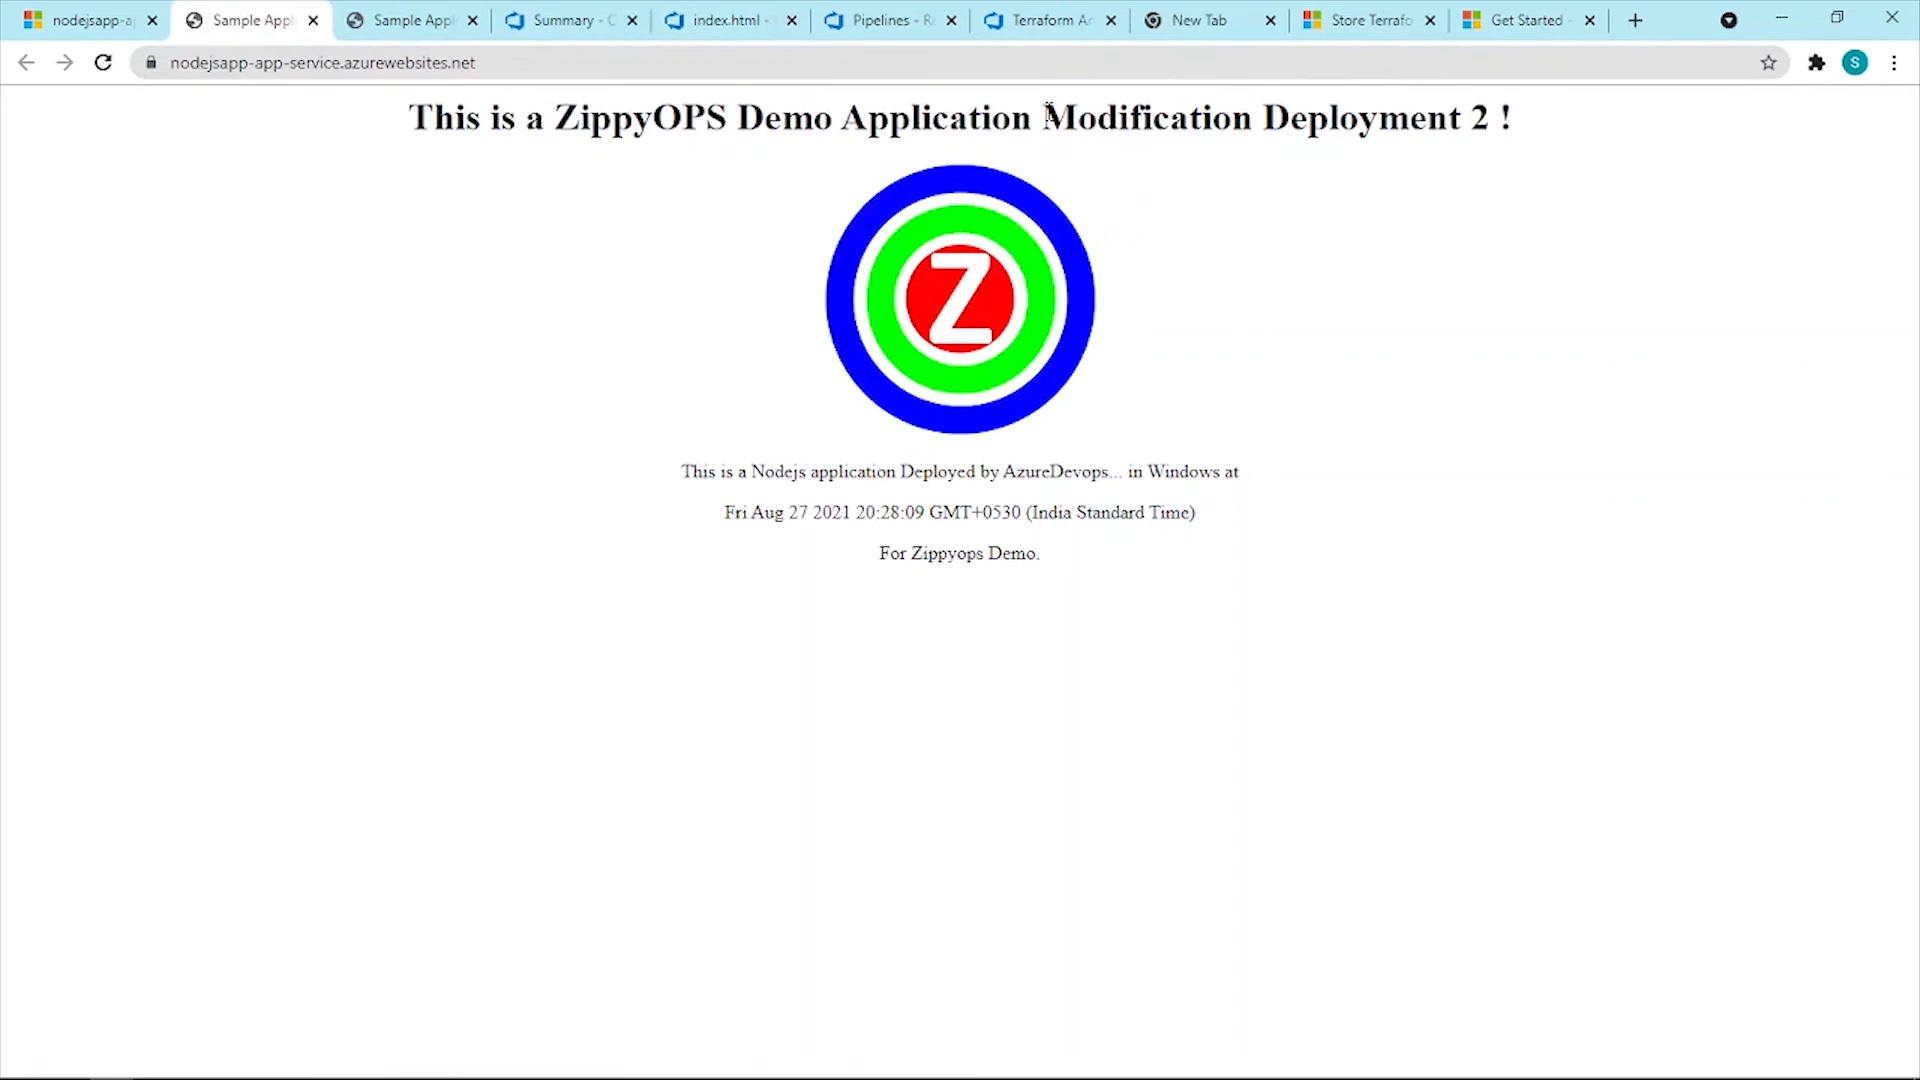 nodejsapp-a
Sample Appl
Sample Appl
Summary - C
index.html -
Pipelines - R
Terraform Ar
New Tab
Store Terrafo
Get Started -
nodejsapp-app-service.azurewebsites.net
S
This is a ZippyOPS Demo Application Modification Deployment 2 !
Z
This is a Nodejs application Deployed by AzureDevops... in Windows at
Fri Aug 27 2021 20:28:09 GMT+0530 (India Standard Time)
For Zippyops Demo.